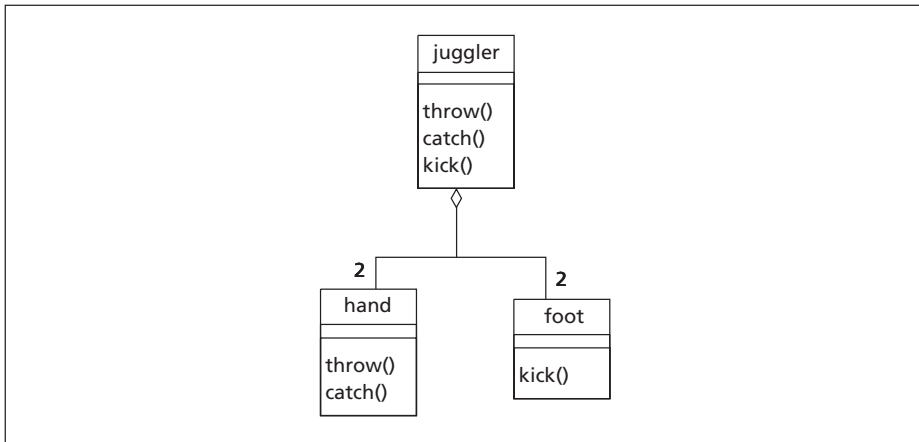 juggler
throw()
catch()
kick()
2
2
hand
foot
throw()
catch()
kick()